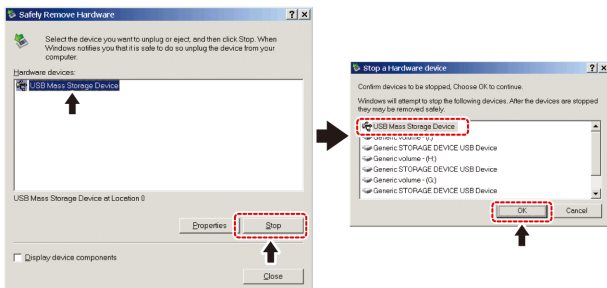 Safely Remove Hardware
Select the device you want to unplug or eject, and then click Stop. When
Windows notifies you that it is safe to do so unplug the device from your
computer.
Hardware devices:
USB Mass Storage Device
USB Mass Storage Device at Location 0
Properties
Stop
Display device components
Close
Stop a Hardware device
Confirm devices to be stopped, Choose OK to continue.
Windows will attempt to stop the following devices. After the devices are stopped
they may be removed safely.
USB Mass Storage Device
Generic volume - (I:)
Generic STORAGE DEVICE USB Device
Generic volume - (H:)
Generic STORAGE DEVICE USB Device
Generic volume - (G:)
Generic STORAGE DEVICE USB Device
OK
Cancel